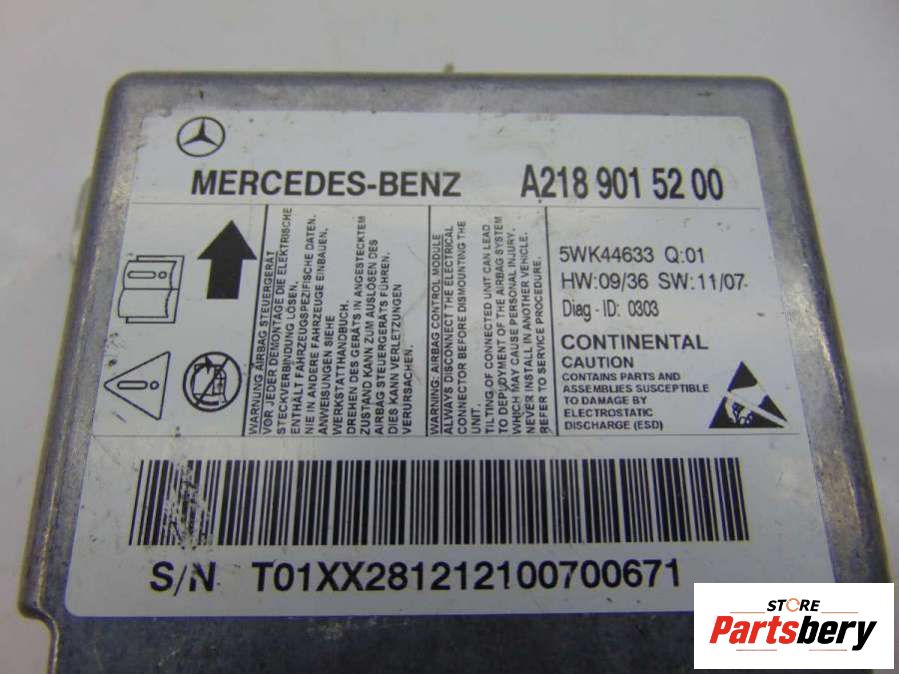 MERCEDES-BENZ
A218 901 52 00
WARNUNG AIRBAG STEUERGERÄT
VOR JEDER DEMONTAGE DIE ELEKTRISCHE
STECKVERBINDUNG LÖSEN.
ENTHÄLT FAHRZEUGSPEZIFISCHE DATEN.
NIE IN ANDERE FAHRZEUGE EINBAUEN.
ANWEISUNGEN SIEHE
WERKSTATTHANDBUCH.
DREHEN DES GERÄTS IN ANGESTECKTEM
ZUSTAND KANN ZUM AUSLÖSEN DES
AIRBAG STEUERGERÄTS FÜHREN.
DIES KANN VERLETZUNGEN
VERURSACHEN.
WARNING: AIRBAG CONTROL MODULE
ALWAYS DISCONNECT THE ELECTRICAL
CONNECTOR BEFORE DISMOUNTING THE
UNIT.
TILTING OF CONNECTED UNIT CAN LEAD
TO DEPLOYMENT OF THE AIRBAG SYSTEM
WHICH MAY CAUSE PERSONAL INJURY.
NEVER INSTALL IN ANOTHER VEHICLE.
REFER TO SERVICE PROCEDURE.
5WK44633 Q:01
HW:09/36 SW:11/07
Diag - ID: 0303
CONTINENTAL
CAUTION
CONTAINS PARTS AND
ASSEMBLIES SUSCEPTIBLE
TO DAMAGE BY
ELECTROSTATIC
DISCHARGE (ESD)
S/N T01XX281212100700671
STORE
Partsbery